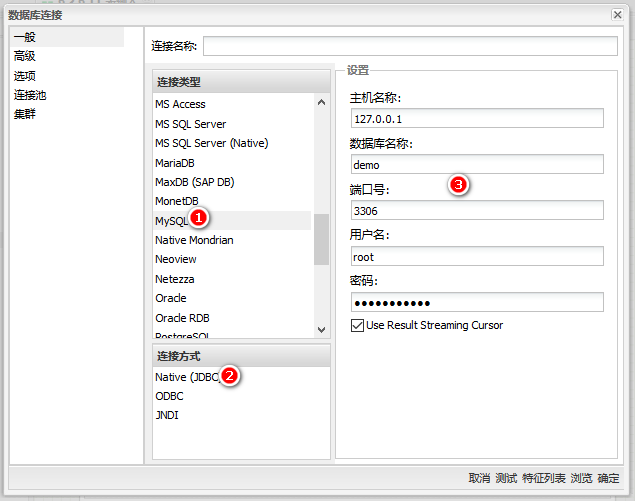 数据库连接
一般
高级
选项
连接池
集群
连接名称:
连接类型
MS Access
MS SQL Server
MS SQL Server (Native)
MariaDB
MaxDB (SAP DB)
MonetDB
MySQL 1
Native Mondrian
Neoview
Netezza
Oracle
Oracle RDB
PostgreSQL
连接方式
Native (JDBC) 2
ODBC
JNDI
设置
主机名称:
127.0.0.1
数据库名称:
demo
3
端口号:
3306
用户名:
root
密码:
●●●●●●●●●●●
Use Result Streaming Cursor
取消 测试 特征列表 浏览 确定